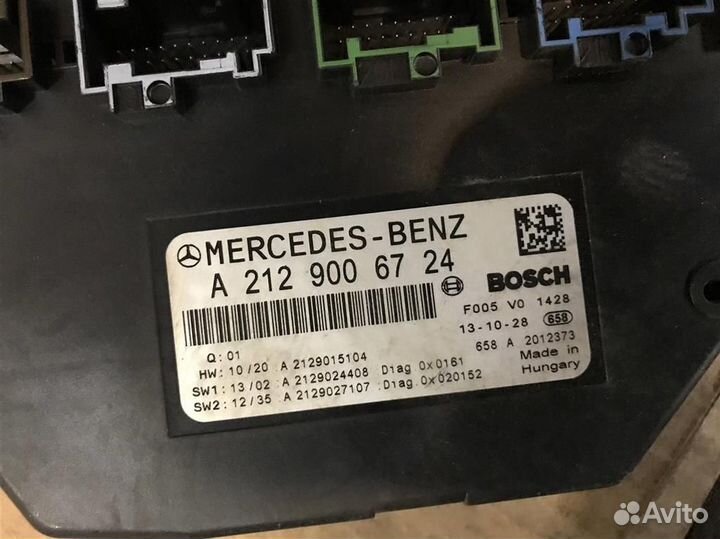 MERCEDES-BENZ
A 212 900 67 24
BOSCH
F005 V0 1428
13-10-28 658
658 A 2012373
Made in
Hungary
Q: 01
HW: 10/20 :A 2129015104
SW1: 13/02 :A 2129024408 Diag 0x0161
SW2: 12/35 :A 2129027107 :Diag 0x020152
Avito